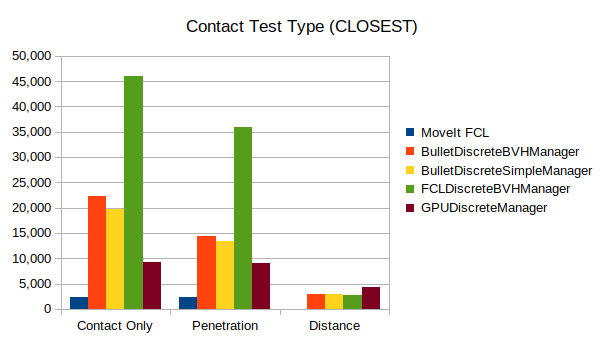 Contact Test Type (CLOSEST)
50,000
45,000
40,000
35,000
30,000
25,000
20,000
15,000
10,000
5,000
0
Contact Only
Penetration
Distance
MoveIt FCL
BulletDiscreteBVHManager
BulletDiscreteSimpleManager
FCLDiscreteBVHManager
GPUDiscreteManager